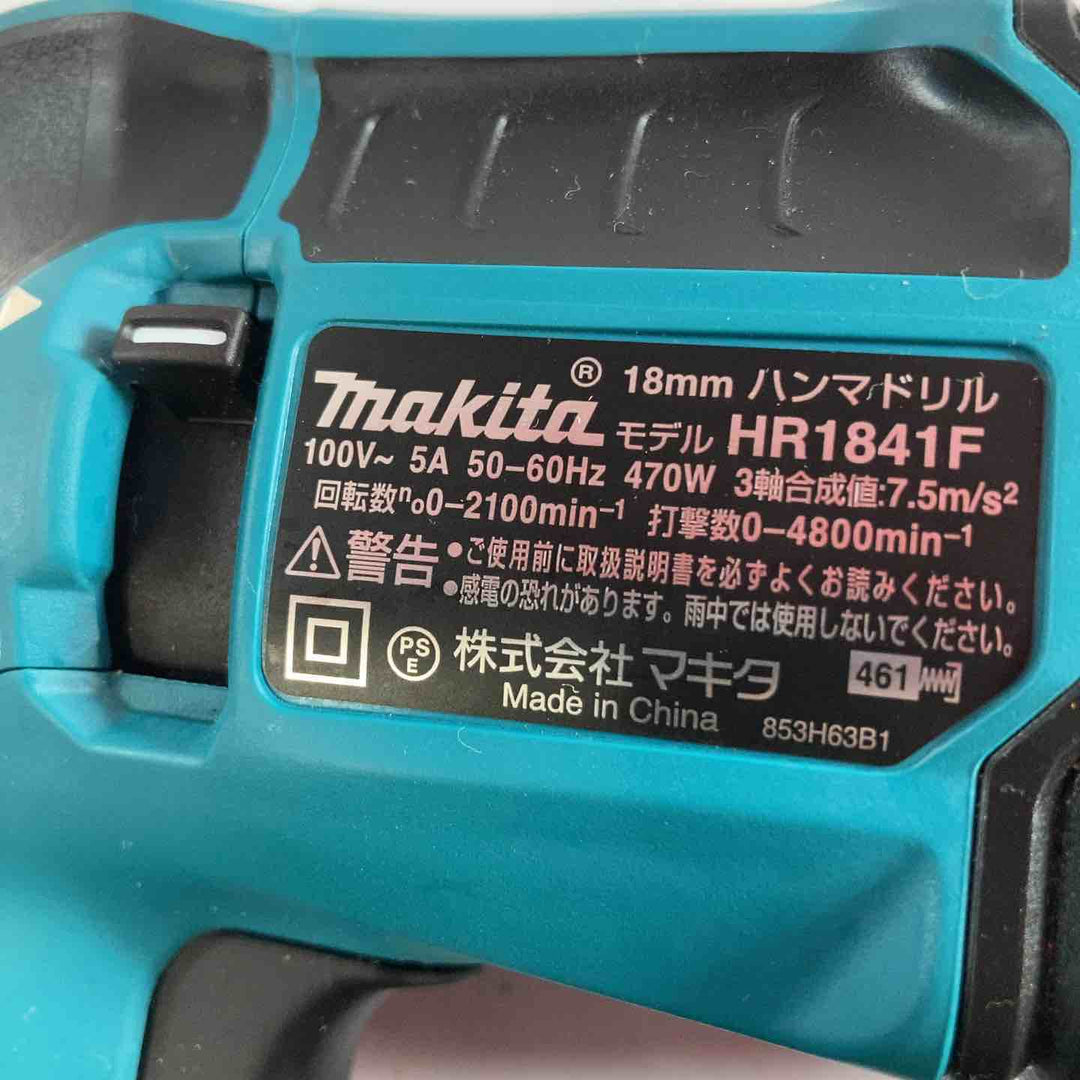 makita® 18mm ハンマドリル
モデル HR1841F
100V~ 5A 50-60Hz 470W 3軸合成値:7.5m/s²
回転数n₀0-2100min⁻¹ 打撃数0-4800min⁻¹
警告 •ご使用前に取扱説明書を必ずよくお読みください。
•感電の恐れがあります。雨中では使用しないでください。
PS
E
株式会社 マキタ
461
Made in China
853H63B1